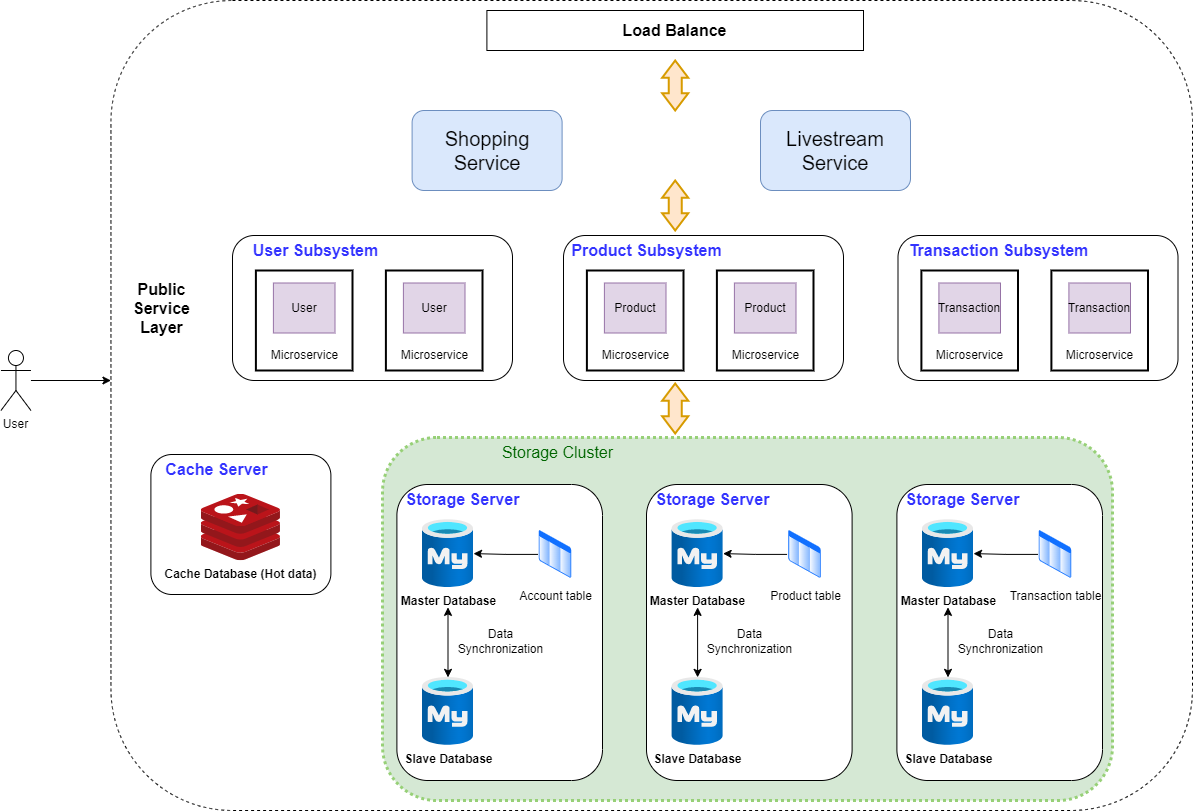 Load Balance
Shopping
Service
Livestream
Service
Public
Service
Layer
User Subsystem
User
Microservice
User
Microservice
Product Subsystem
Product
Microservice
Product
Microservice
Transaction Subsystem
Transaction
Microservice
Transaction
Microservice
User
Cache Server
Cache Database (Hot data)
Storage Cluster
Storage Server
My
Master Database
Account table
Data
Synchronization
My
Slave Database
Storage Server
My
Master Database
Product table
Data
Synchronization
My
Slave Database
Storage Server
My
Master Database
Transaction table
Data
Synchronization
My
Slave Database